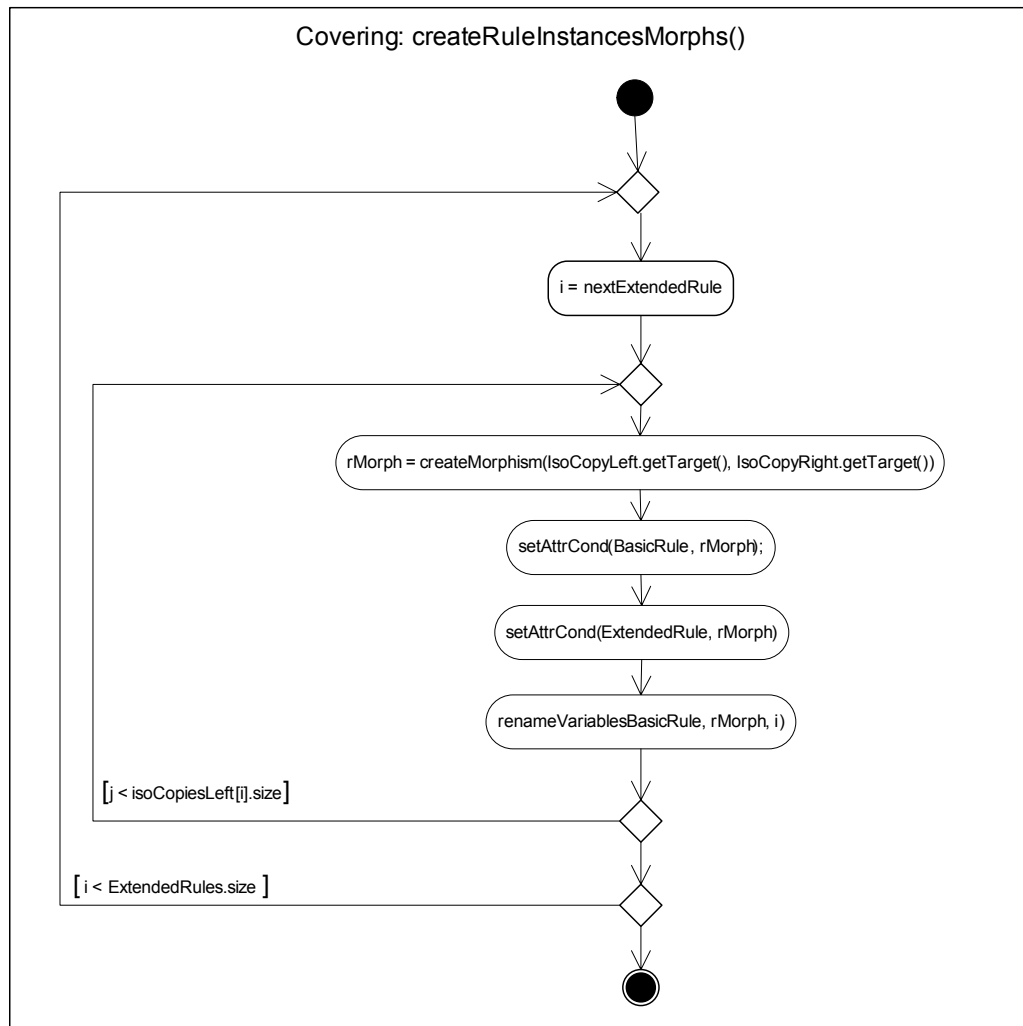 Covering: createRuleInstancesMorphs()
i = nextExtendedRule
rMorph = createMorphism(IsoCopyLeft.getTarget(), IsoCopyRight.getTarget())
setAttrCond(BasicRule, rMorph);
setAttrCond(ExtendedRule, rMorph)
renameVariablesBasicRule, rMorph, i)
[j < isoCopiesLeft[i].size]
[ i < ExtendedRules.size ]